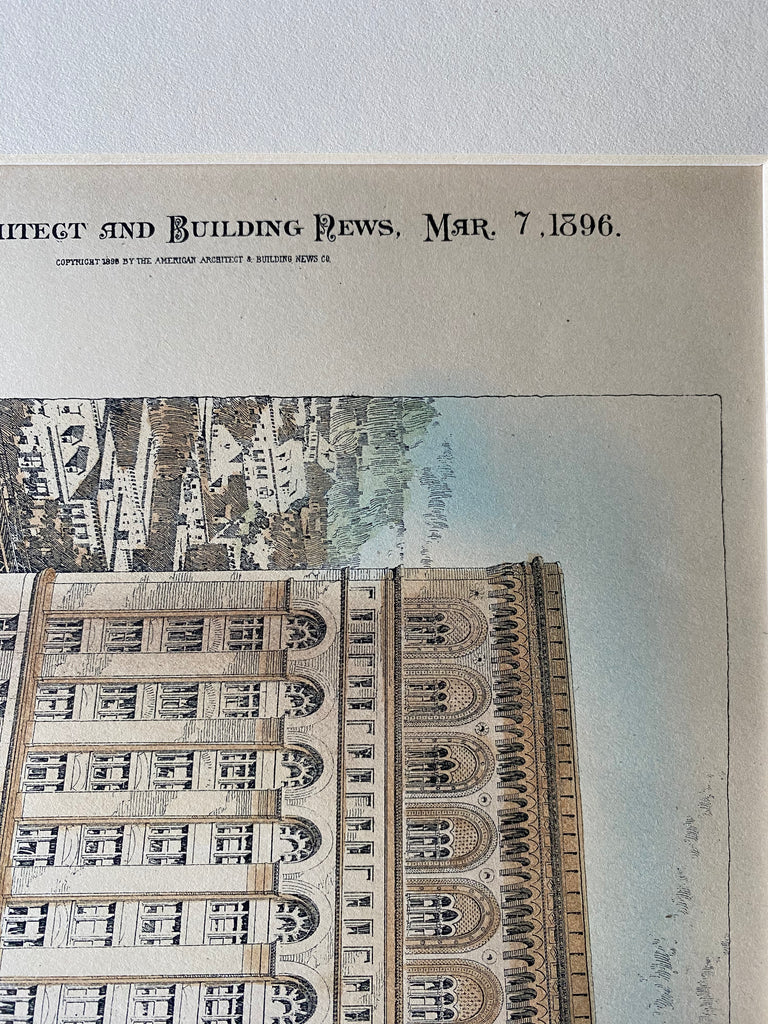 HITECT AND BUILDING NEWS, MAR. 7, 1896.
COPYRIGHT 1896 BY THE AMERICAN ARCHITECT & BUILDING NEWS CO.